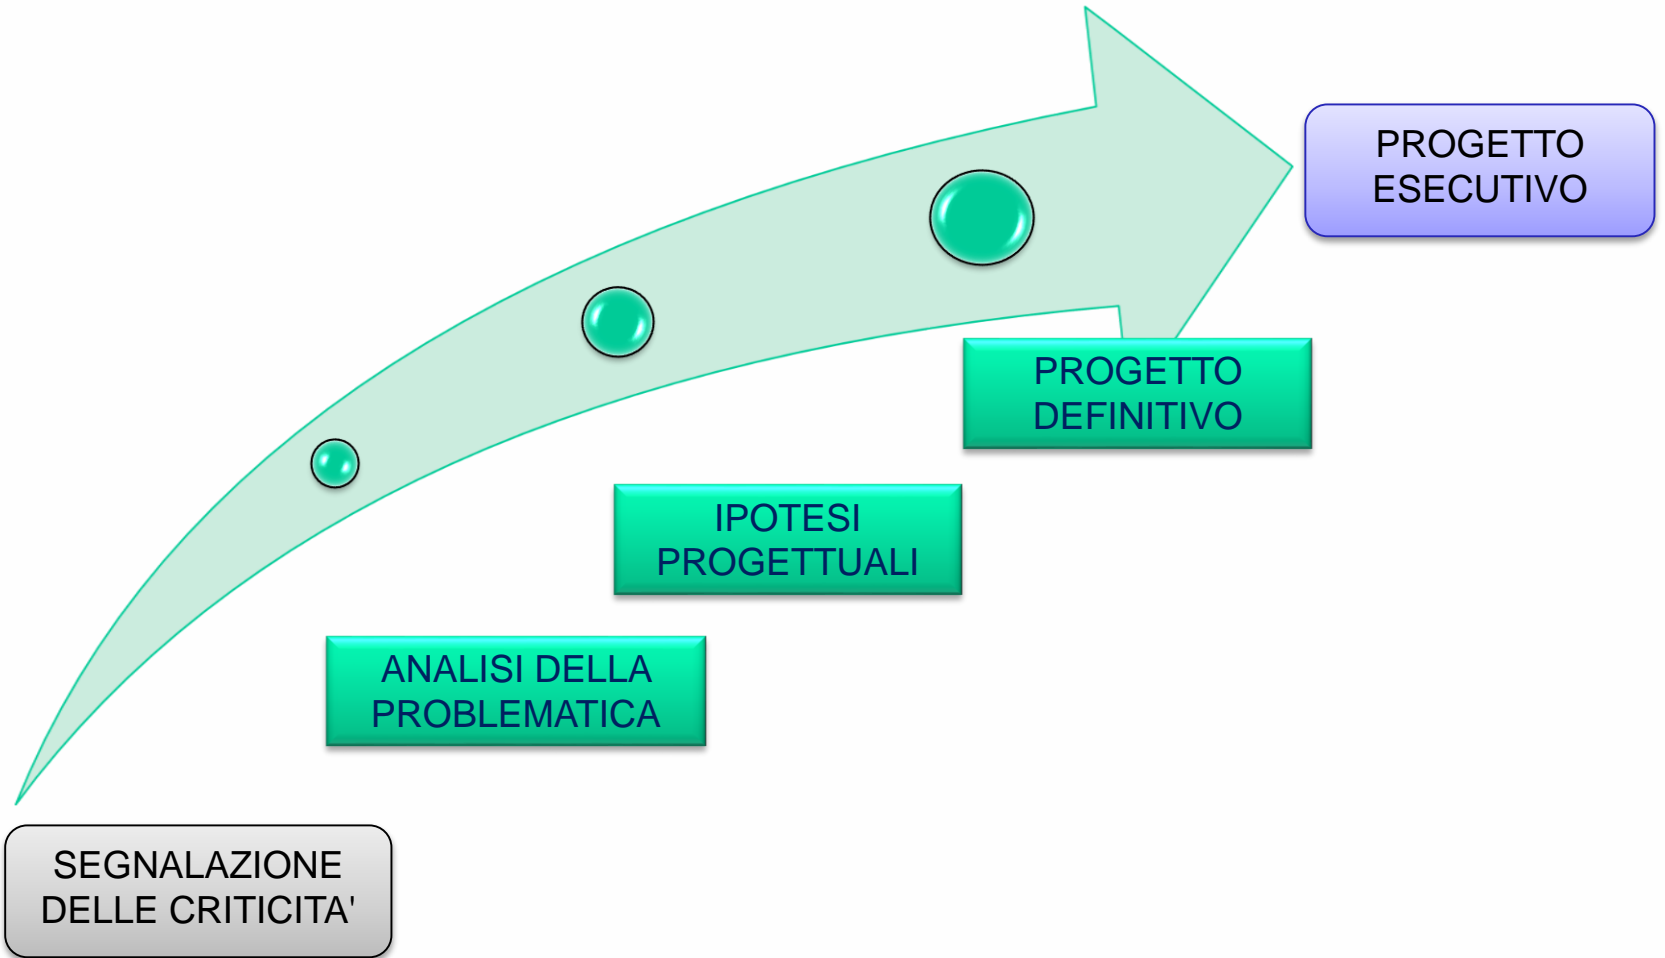 PROGETTO
ESECUTIVO
PROGETTO
DEFINITIVO
IPOTESI
PROGETTUALI
ANALISI DELLA
PROBLEMATICA
SEGNALAZIONE
DELLE CRITICITA'